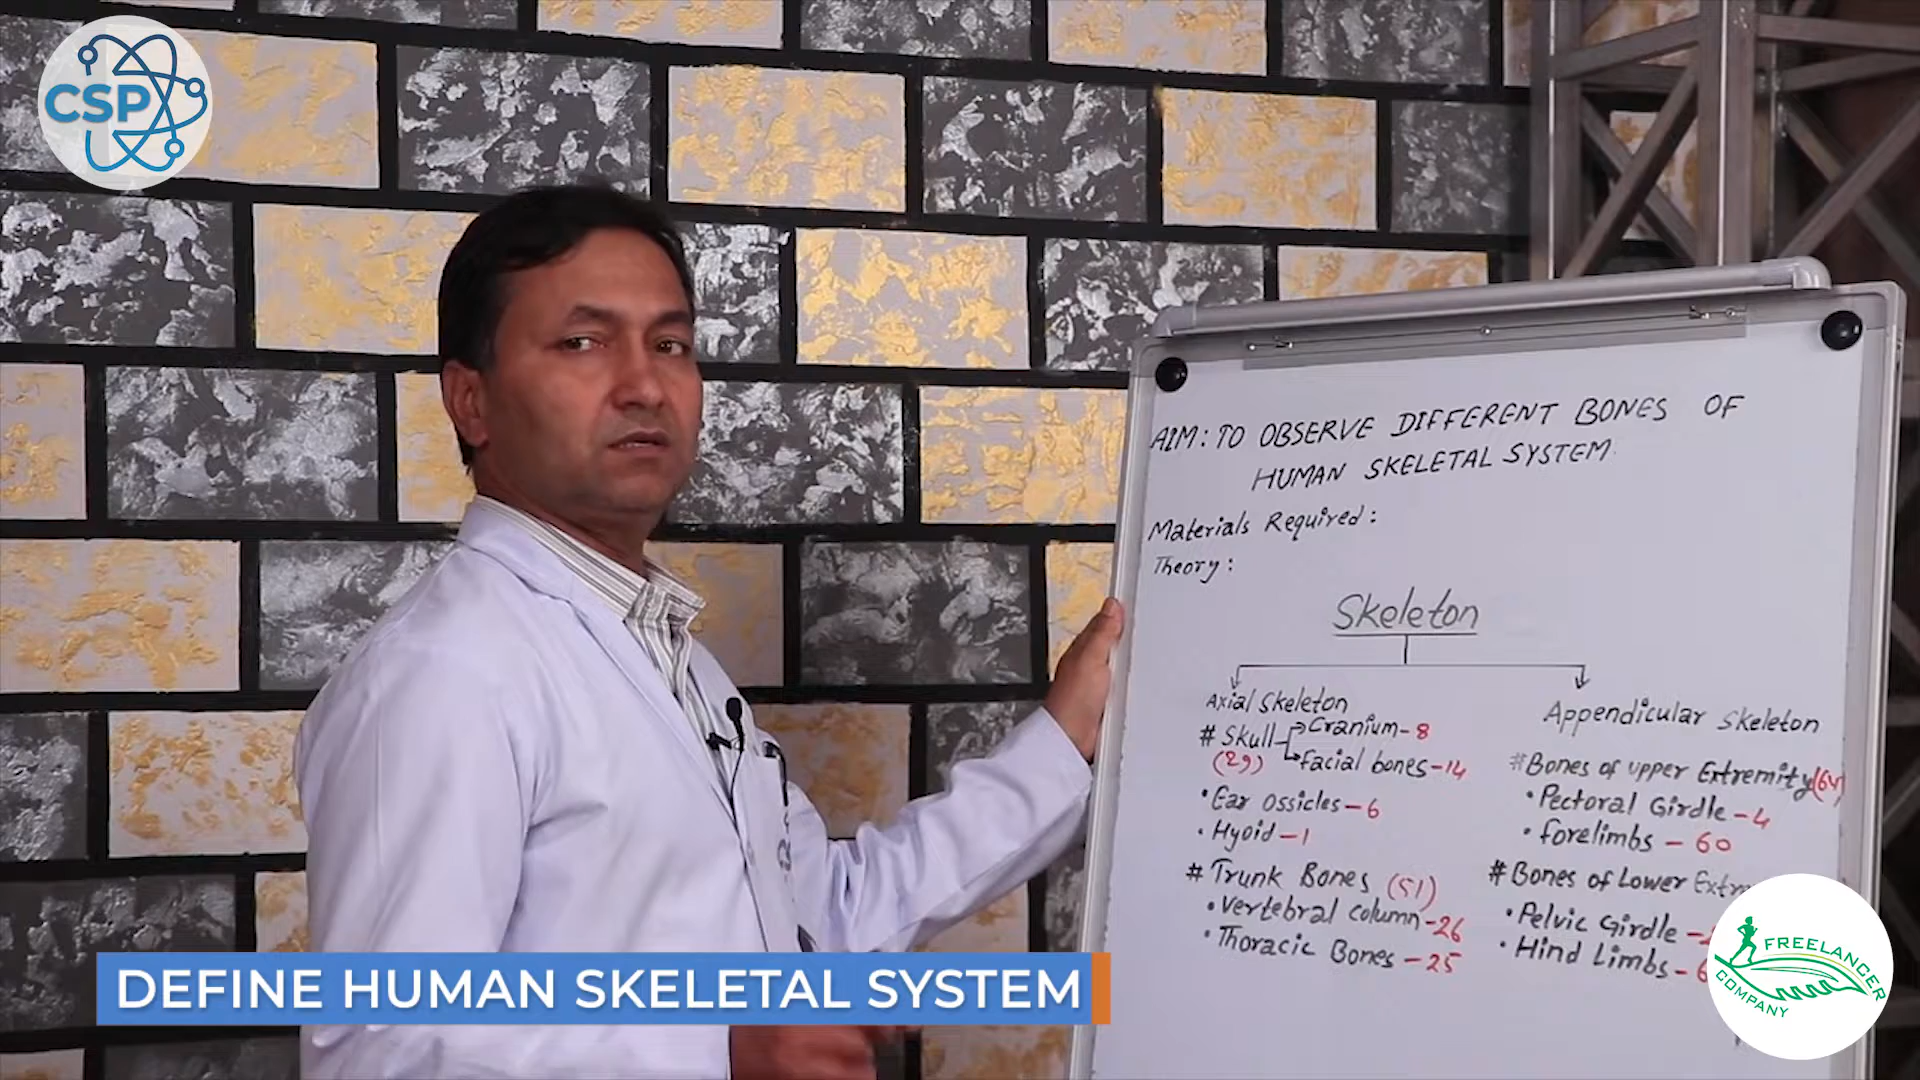 CSP
AIM: TO OBSERVE DIFFERENT BONES OF
HUMAN SKELETAL SYSTEM
Materials Required:
Theory:
Skeleton
Axial Skeleton
# Skull Cranium-8
(29) Facial bones-14
• Ear Ossicles-6
• Hyoid-1
# Trunk Bones (51)
• Vertebral column-26
• Thoracic Bones-25
Appendicular Skeleton
# Bones of upper Extremity(64)
• Pectoral Girdle-4
• forelimbs-60
# Bones of Lower
• Pelvic Girdle-
• Hind Limbs-6
DEFINE HUMAN SKELETAL SYSTEM
FREELANCER
COMPANY